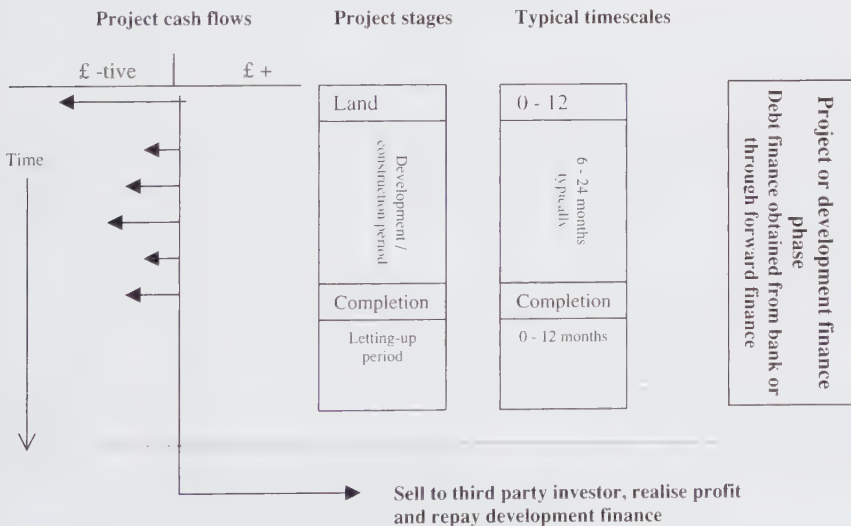 Project cash flows
Project stages
Typical timescales
£ -tive
£ +
Time
Land
Development /
construction period
Completion
Letting-up
period
0 - 12
6 - 24 months
typically
Completion
0 - 12 months
Project or development finance
phase
Debt finance obtained from bank or
through forward finance
Sell to third party investor, realise profit
and repay development finance